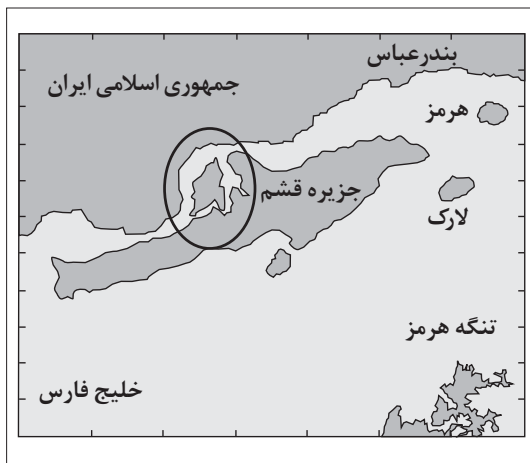 بندرعباس
جمهوری اسلامی ایران
هرمز
جزیره قشم
لارک
تنگه هرمز
خلیج فارس